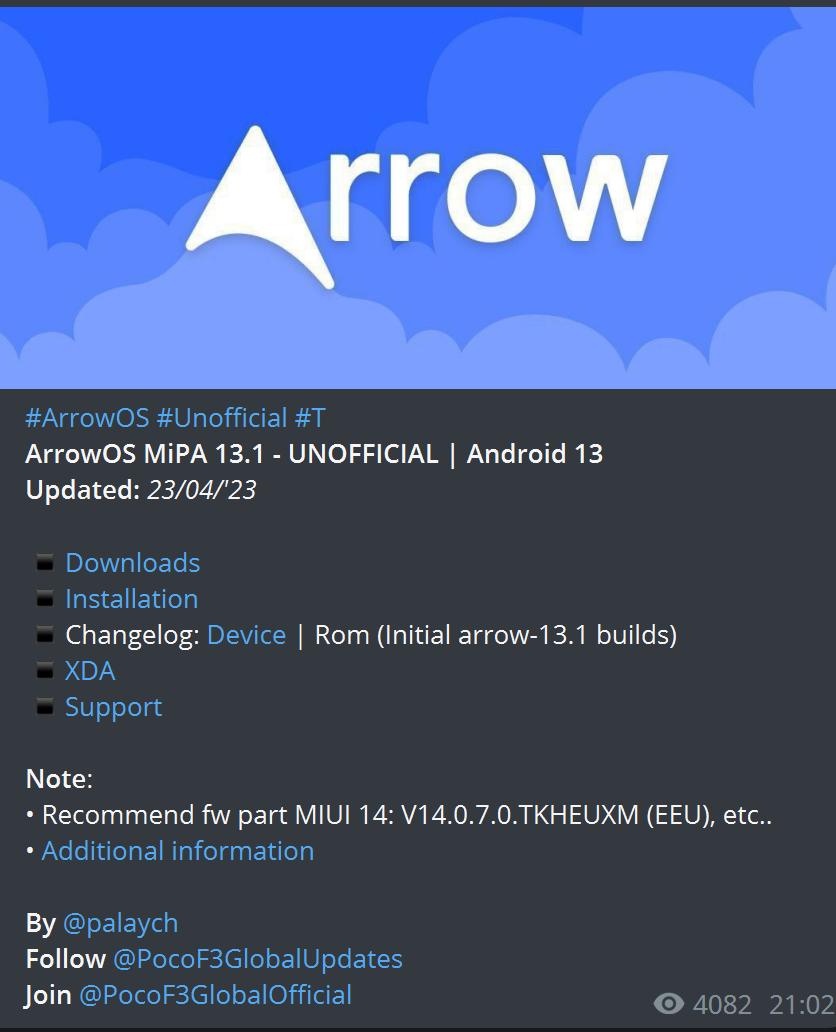 Arrow
#ArrowOS #Unofficial #T
ArrowOS MiPA 13.1 - UNOFFICIAL | Android 13
Updated: 23/04/'23
▪️ Downloads
▪️ Installation
▪️ Changelog: Device | Rom (Initial arrow-13.1 builds)
▪️ XDA
▪️ Support
Note:
• Recommend fw part MIUI 14: V14.0.7.0.TKHEUXM (EEU), etc..
• Additional information
By @palaych
Follow @PocoF3GlobalUpdates
Join @PocoF3GlobalOfficial
4082 21:02